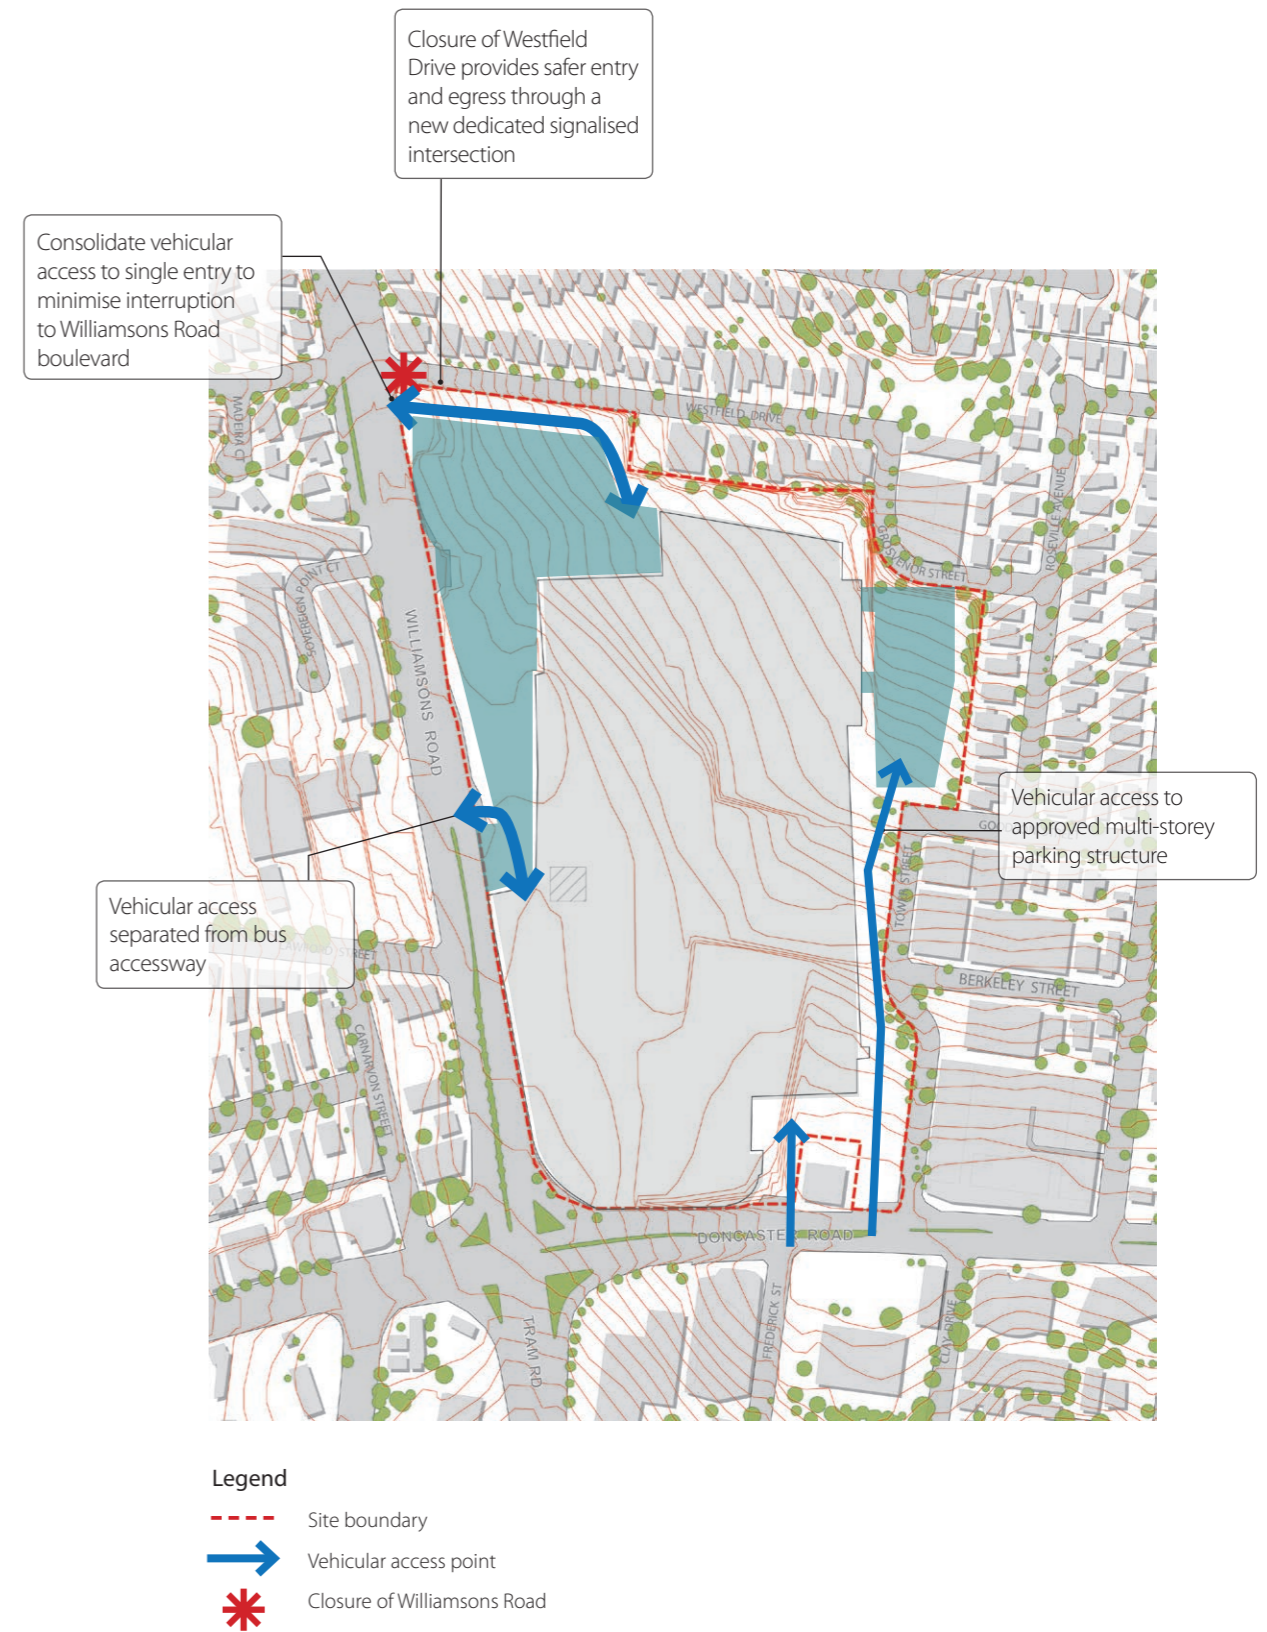 Closure of Westfield
Drive provides safer entry
and egress through a
new dedicated signalised
intersection
Consolidate vehicular
access to single entry to
minimise interruption
to Williamsons Road
boulevard
MADEIRA CT
WESTFIELD DRIVE
ROSEVILLE AVENUE
GROSVENOR STREET
SOVEREIGN POINT CT
WILLIAMSONS ROAD
Vehicular access to
approved multi-storey
parking structure
TOWER STREET
Vehicular access
separated from bus
accessway
STREET
BERKELEY STREET
CARNARVON STREET
DONCASTER ROAD
FREDERICK ST
CLAY DRIVE
TRAM RD
Legend
Site boundary
Vehicular access point
Closure of Williamsons Road